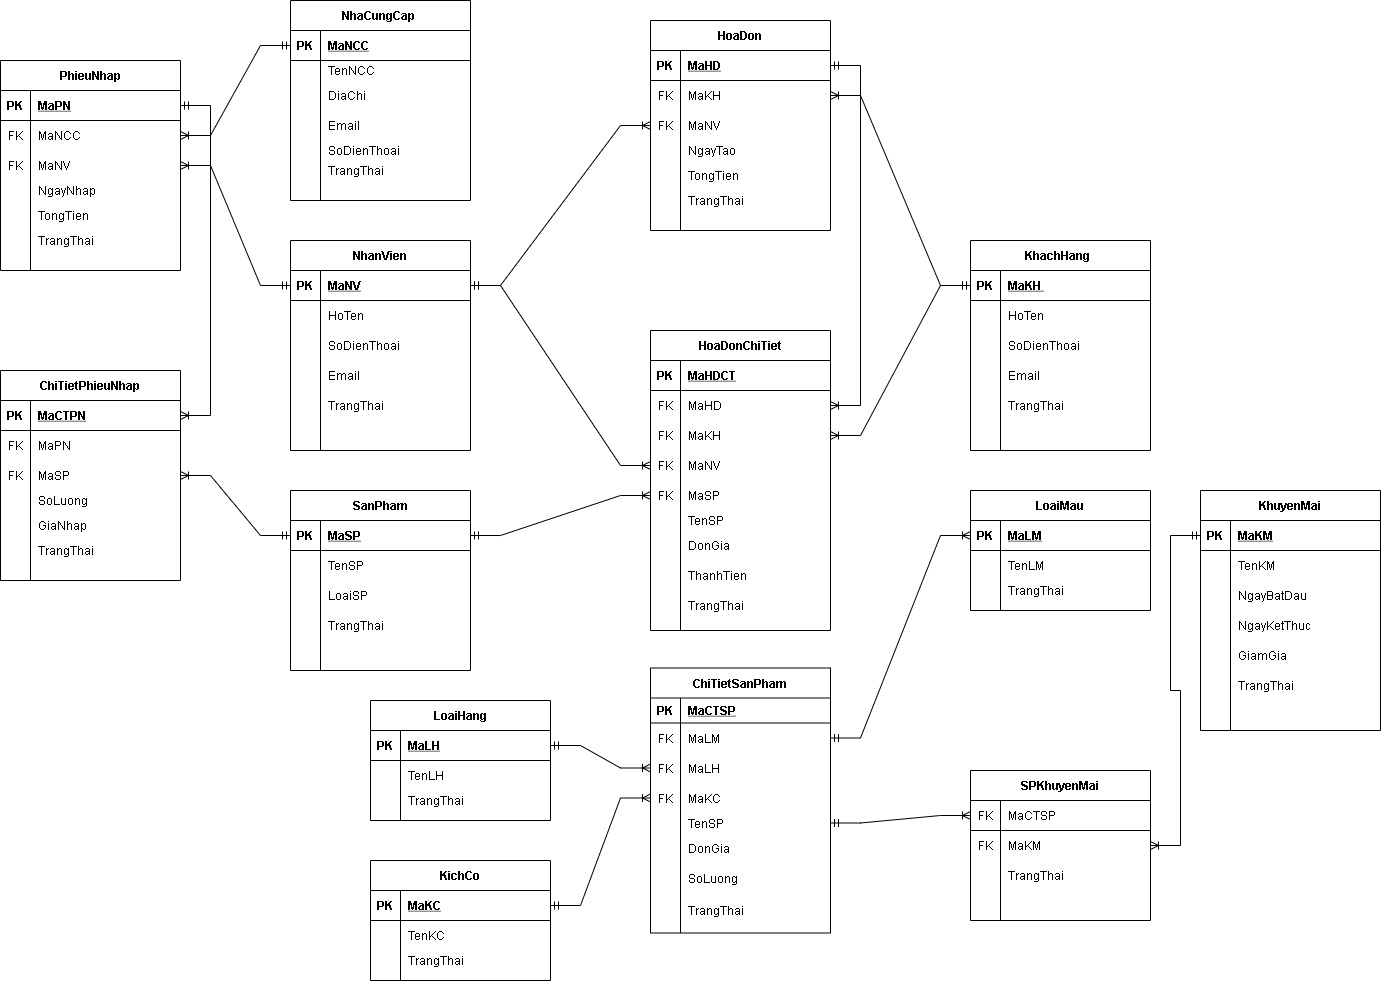 PhieuNhap
PK MaPN
FK MaNCC
FK MaNV
NgayNhap
TongTien
TrangThai
NhaCungCap
PK MaNCC
TenNCC
DiaChi
Email
SoDienThoai
TrangThai
HoaDon
PK MaHD
FK MaKH
FK MaNV
NgayTao
TongTien
TrangThai
NhanVien
PK MaNV
HoTen
SoDienThoai
Email
TrangThai
KhachHang
PK MaKH
HoTen
SoDienThoai
Email
TrangThai
ChiTietPhieuNhap
PK MaCTPN
FK MaPN
FK MaSP
SoLuong
GiaNhap
TrangThai
HoaDonChiTiet
PK MaHDCT
FK MaHD
FK MaKH
FK MaNV
FK MaSP
TenSP
DonGia
ThanhTien
TrangThai
SanPham
PK MaSP
TenSP
LoaiSP
TrangThai
LoaiMau
PK MaLM
TenLM
TrangThai
KhuyenMai
PK MaKM
TenKM
NgayBatDau
NgayKetThuc
GiamGia
TrangThai
LoaiHang
PK MaLH
TenLH
TrangThai
ChiTietSanPham
PK MaCTSP
FK MaLM
FK MaLH
FK MaKC
TenSP
DonGia
SoLuong
TrangThai
SPKhuyenMai
FK MaCTSP
FK MaKM
TrangThai
KichCo
PK MaKC
TenKC
TrangThai